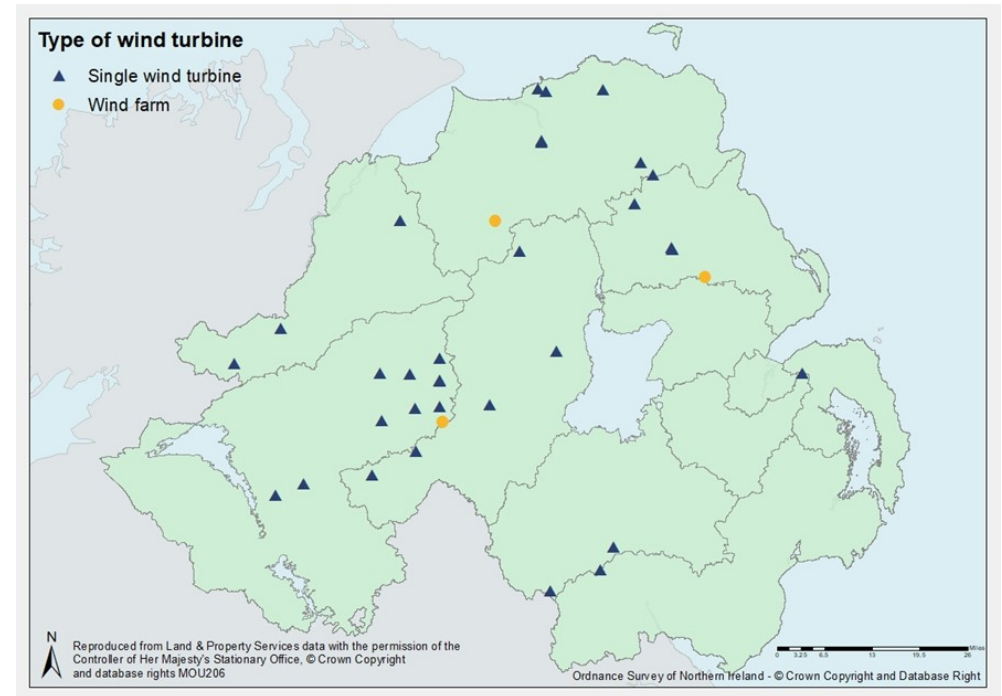 Type of wind turbine
Single wind turbine
Wind farm
N
Reproduced from Land & Property Services data with the permission of the
Controller of Her Majesty's Stationary Office, © Crown Copyright
and database rights MOU206
Miles
0 3.25 6.5 13 19.5 26
Ordnance Survey of Northern Ireland - © Crown Copyright and Database Right